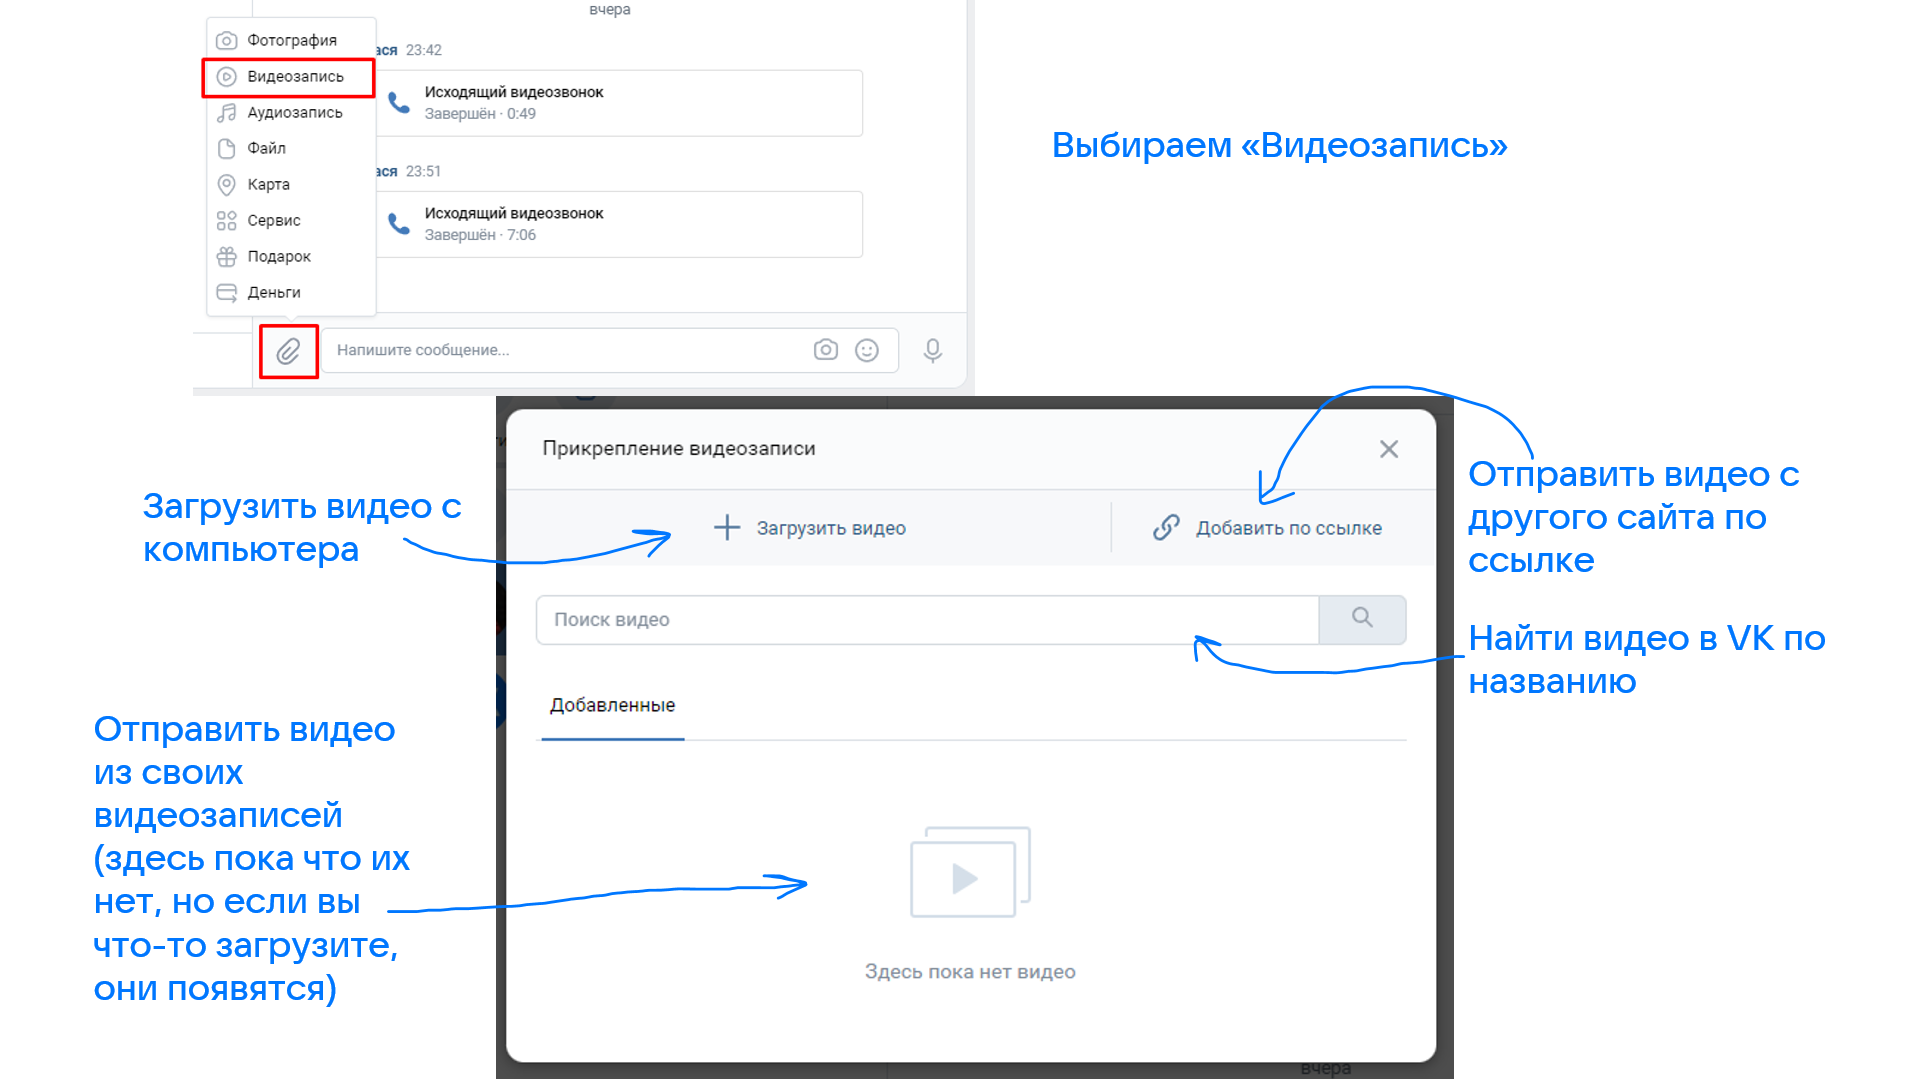 вчера
Фотография
Видеозапись
Аудиозапись
Файл
Карта
Сервис
Подарок
Деньги
ася 23:42
Исходящий видеозвонок
Завершён · 0:49
ася 23:51
Исходящий видеозвонок
Завершён · 7:06
Напишите сообщение...
Выбираем «Видеозапись»
Прикрепление видеозаписи
Загрузить видео
Добавить по ссылке
Поиск видео
Добавленные
Здесь пока нет видео
вчера
Загрузить видео с
компьютера
Отправить видео с
другого сайта по
ссылке
Найти видео в VK по
названию
Отправить видео
из своих
видеозаписей
(здесь пока что их
нет, но если вы
что-то загрузите,
они появятся)